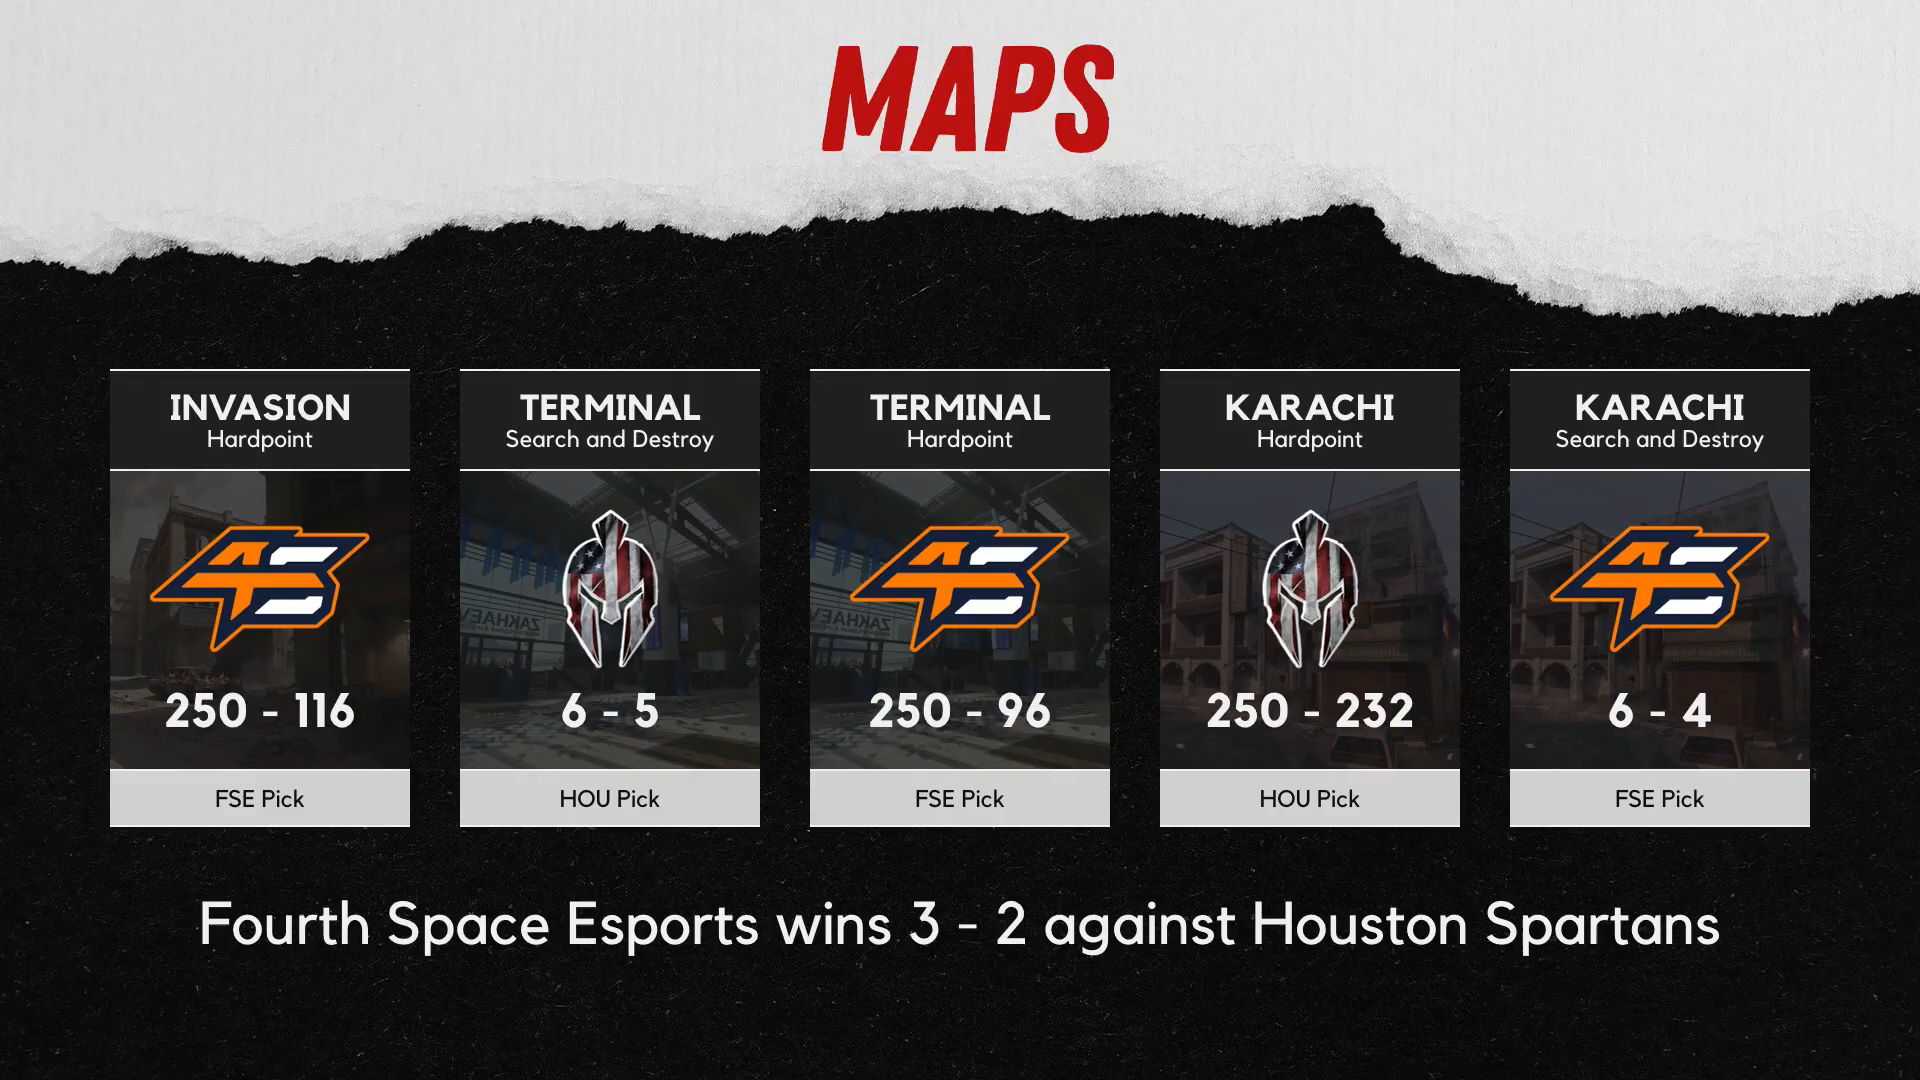 MAPS
INVASION
Hardpoint
250 - 116
FSE Pick
TERMINAL
Search and Destroy
ZAKHAEV
6 - 5
HOU Pick
TERMINAL
Hardpoint
ZAKHAEV
250 - 96
FSE Pick
KARACHI
Hardpoint
250 - 232
HOU Pick
KARACHI
Search and Destroy
6 - 4
FSE Pick
Fourth Space Esports wins 3 - 2 against Houston Spartans